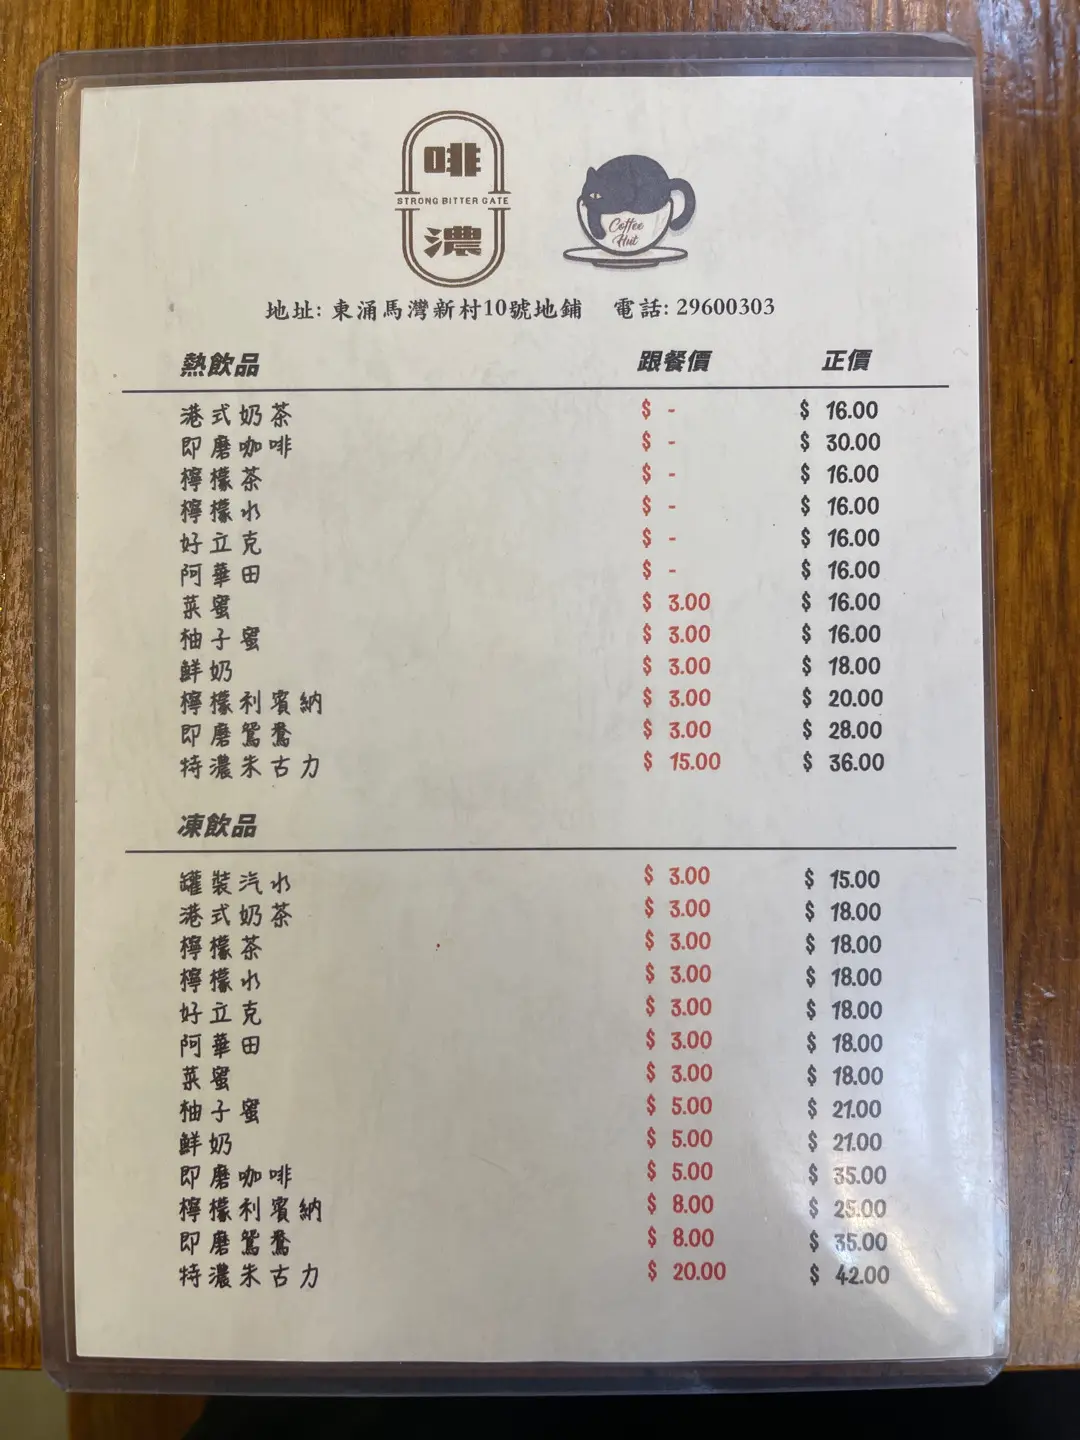 啡
STRONG BITTER GATE
濃
Coffee
Hut
地址: 東涌馬灣新村10號地鋪 電話: 29600303
熱飲品 跟餐價 正價
港式奶茶 $ - $ 16.00
即磨咖啡 $ - $ 30.00
檸檬茶 $ - $ 16.00
檸檬水 $ - $ 16.00
好立克 $ - $ 16.00
阿華田 $ - $ 16.00
菜蜜 $ 3.00 $ 16.00
柚子蜜 $ 3.00 $ 16.00
鮮奶 $ 3.00 $ 18.00
檸檬利賓納 $ 3.00 $ 20.00
即磨鴛鴦 $ 3.00 $ 28.00
特濃朱古力 $ 15.00 $ 36.00
凍飲品
罐裝汽水 $ 3.00 $ 15.00
港式奶茶 $ 3.00 $ 18.00
檸檬茶 $ 3.00 $ 18.00
檸檬水 $ 3.00 $ 18.00
好立克 $ 3.00 $ 18.00
阿華田 $ 3.00 $ 18.00
菜蜜 $ 3.00 $ 18.00
柚子蜜 $ 5.00 $ 21.00
鮮奶 $ 5.00 $ 21.00
即磨咖啡 $ 5.00 $ 35.00
檸檬利賓納 $ 8.00 $ 25.00
即磨鴛鴦 $ 8.00 $ 35.00
特濃朱古力 $ 20.00 $ 42.00